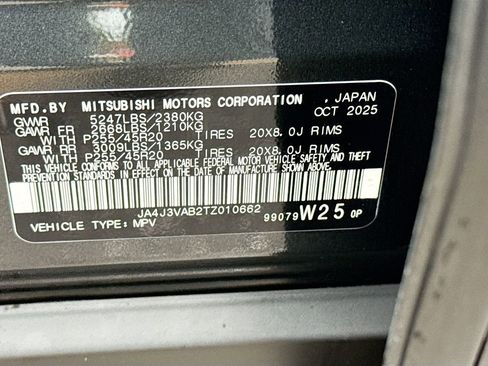 MFD.BY MITSUBISHI MOTORS CORPORATION , JAPAN
GVWR 5247LBS/2380KG OCT 2025
GAWR FR 2668LBS/1210KG
WITH P255/45R20 TIRES 20X8.0J RIMS
GAWR RR 3009LBS/1365KG
WITH P255/45R20 TIRES 20X8.0J RIMS
THIS VEHICLE CONFORMS TO ALL APPLICABLE FEDERAL MOTOR VEHICLE SAFETY AND THEFT
PREVENTION STANDARDS IN EFFECT ON THE DATE OF MANUFACTURE SHOWN ABOVE.
JA4J3VAB2TZ010662
VEHICLE TYPE: MPV 99079 W25 0P